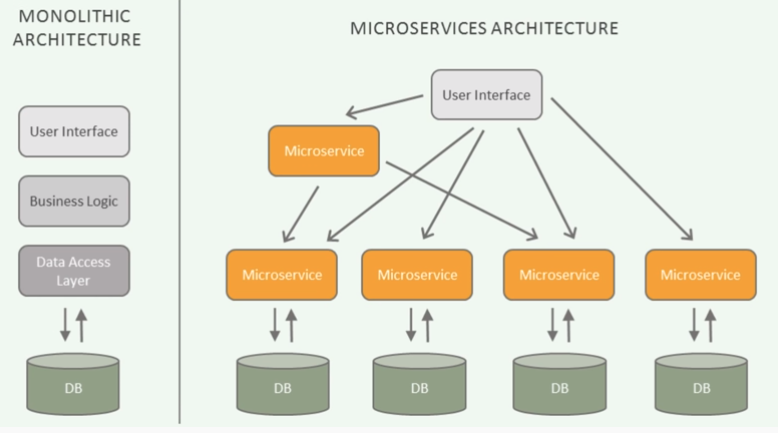 MONOLITHIC
ARCHITECTURE
User Interface
Business Logic
Data Access
Layer
DB
MICROSERVICES ARCHITECTURE
User Interface
Microservice
Microservice
Microservice
Microservice
Microservice
DB
DB
DB
DB